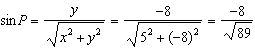 sin P = y / √(x² + y²) = −8 / √(5² + (−8)²) = −8 / √89